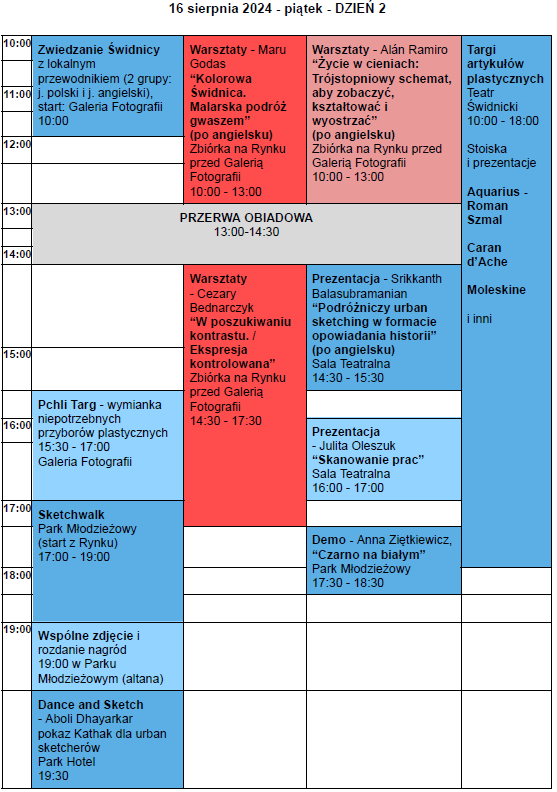 16 sierpnia 2024 - piątek - DZIEŃ 2
10:00
11:00
12:00
13:00
14:00
15:00
16:00
17:00
18:00
19:00
Zwiedzanie Świdnicy
z lokalnym
przewodnikiem (2 grupy:
j. polski i j. angielski),
start: Galeria Fotografii
10:00
Warsztaty - Maru
Godas
“Kolorowa
Świdnica.
Malarska podróż
gwaszem”
(po angielsku)
Zbiórka na Rynku
przed Galerią
Fotografii
10:00 - 13:00
Warsztaty - Alán Ramiro
“Życie w cieniach:
Trójstopniowy schemat,
aby zobaczyć,
kształtować i
wyostrzać”
(po angielsku)
Zbiórka na Rynku przed
Galerią Fotografii
10:00 - 13:00
Targi
artykułów
plastycznych
Teatr
Świdnicki
10:00 - 18:00
Stoiska
i prezentacje
Aquarius -
Roman
Szmal
Caran
d’Ache
Moleskine
i inni
PRZERWA OBIADOWA
13:00-14:30
Warsztaty
- Cezary
Bednarczyk
“W poszukiwaniu
kontrastu. /
Ekspresja
kontrolowana”
Zbiórka na Rynku
przed Galerią
Fotografii
14:30 - 17:30
Prezentacja - Srikkanth
Balasubramanian
“Podróżniczy urban
sketching w formacie
opowiadania historii”
(po angielsku)
Sala Teatralna
14:30 - 15:30
Pchli Targ - wymianka
niepotrzebnych
przyborów plastycznych
15:30 - 17:00
Galeria Fotografii
Prezentacja
- Julita Oleszuk
“Skanowanie prac”
Sala Teatralna
16:00 - 17:00
Sketchwalk
Park Młodzieżowy
(start z Rynku)
17:00 - 19:00
Demo - Anna Ziętkiewicz,
“Czarno na białym”
Park Młodzieżowy
17:30 - 18:30
Wspólne zdjęcie i
rozdanie nagród
19:00 w Parku
Młodzieżowym (altana)
Dance and Sketch
- Aboli Dhayarkar
pokaz Kathak dla urban
sketcherów
Park Hotel
19:30